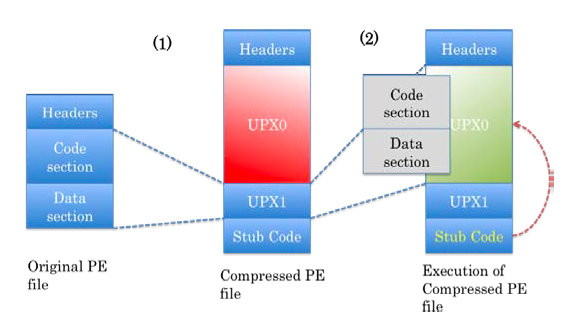 (1)
(2)
Headers
Code
section
Data
section
Original PE
file
Headers
UPX0
UPX1
Stub Code
Compressed PE
file
Headers
Code
section
Data
section
UPX0
UPX1
Stub Code
Execution of
Compressed PE
file